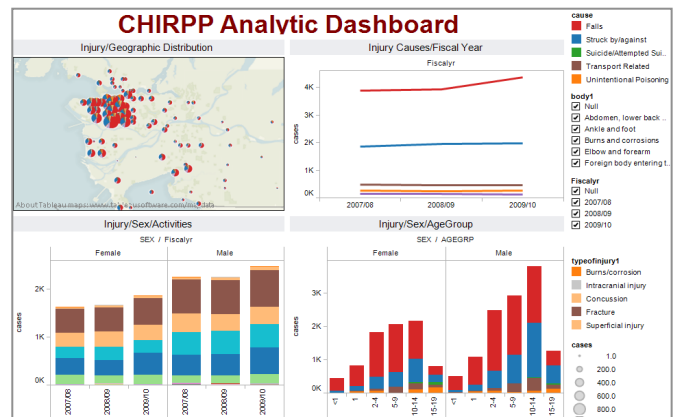 CHIRPP Analytic Dashboard
Injury/Geographic Distribution
Injury Causes/Fiscal Year
Fiscalyr
4K
3K
2K
1K
0K
cases
2007/08
2008/09
2009/10
Injury/Sex/Activities
SEX / Fiscalyr
Female
Male
2K
1K
0K
cases
2007/08
2008/09
2009/10
2007/08
2008/09
2009/10
Injury/Sex/AgeGroup
SEX / AGEGRP
Female
Male
3K
2K
1K
0K
cases
<1
1
2-4
5-9
10-14
15-19
<1
1
2-4
5-9
10-14
15-19
cause
Falls
Struck by/against
Suicide/Attempted Sui..
Transport Related
Unintentional Poisoning
body1
Null
Abdomen, lower back ..
Ankle and foot
Burns and corrosions
Elbow and forearm
Foreign body entering t..
Fiscalyr
Null
2007/08
2008/09
2009/10
typeofinjury1
Burns/corrosion
Intracranial injury
Concussion
Fracture
Superficial injury
cases
1.0
200.0
400.0
600.0
800.0